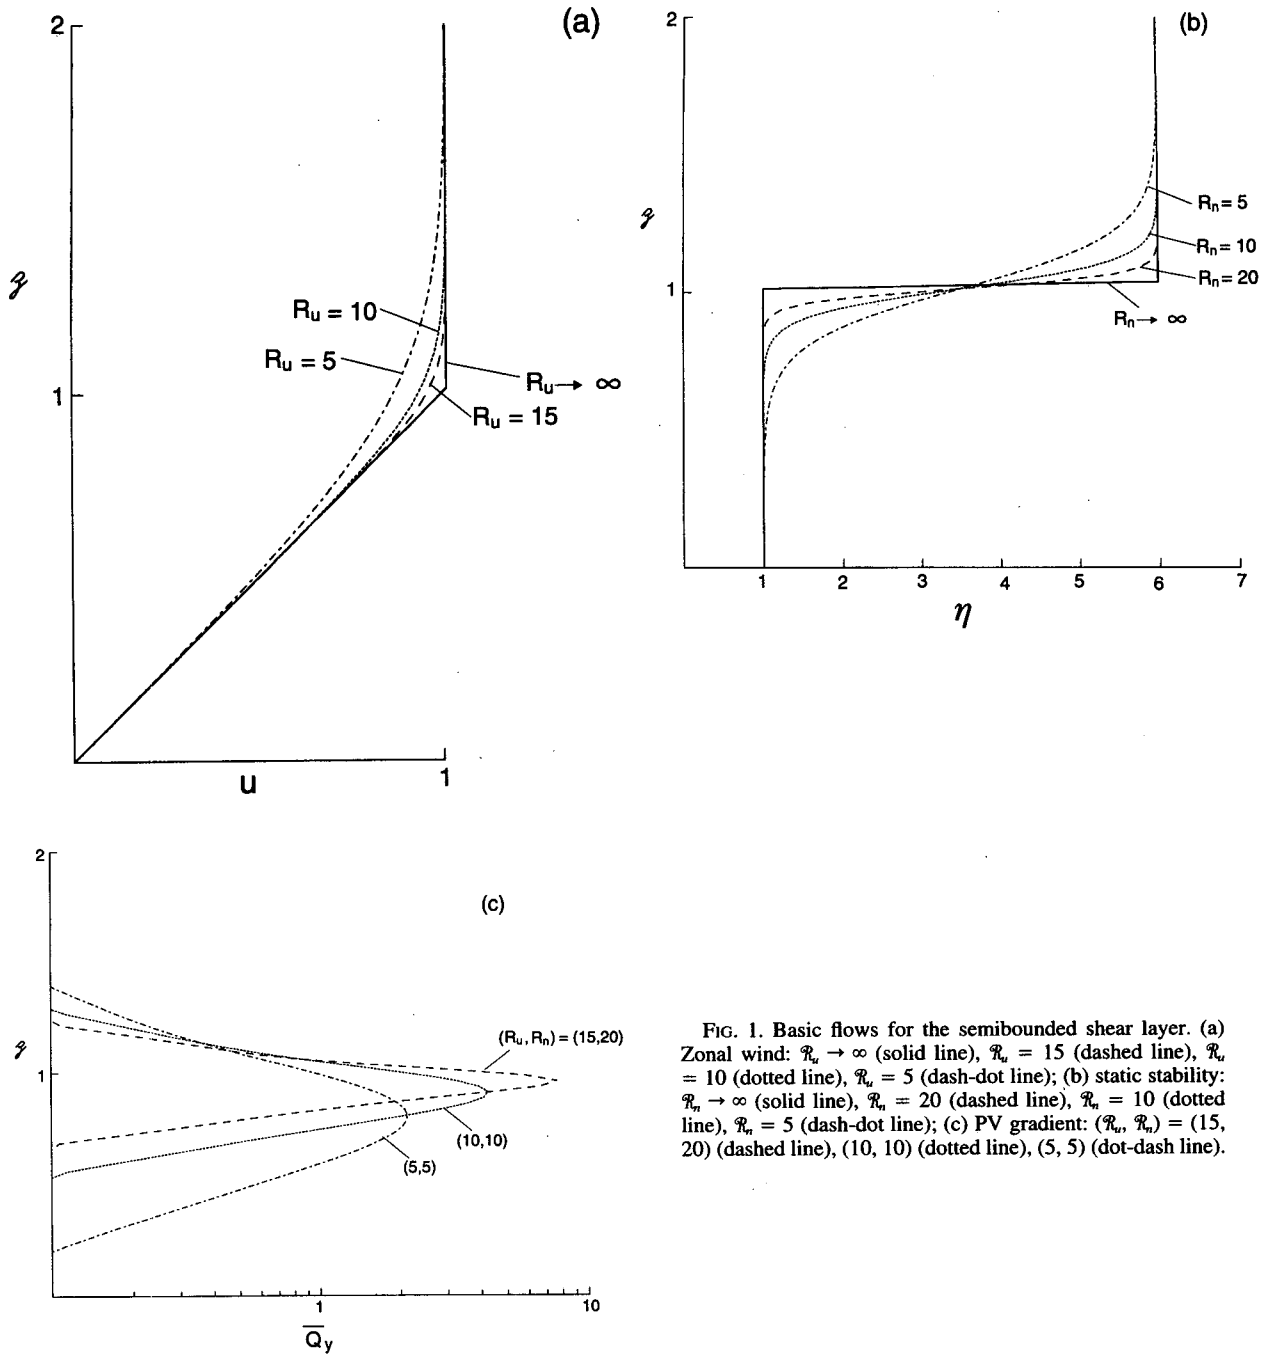 (a)
2
z
1
R_u = 10
R_u = 5
R_u → ∞
R_u = 15
u
1
(b)
2
z
1
R_n = 5
R_n = 10
R_n = 20
R_n → ∞
1 2 3 4 5 6 7
η
(c)
2
z
1
(R_u, R_n) = (15,20)
(10,10)
(5,5)
1 10
Q̅_y
FIG. 1. Basic flows for the semibounded shear layer. (a)
Zonal wind: ℛ_u → ∞ (solid line), ℛ_u = 15 (dashed line), ℛ_u
= 10 (dotted line), ℛ_u = 5 (dash-dot line); (b) static stability:
ℛ_n → ∞ (solid line), ℛ_n = 20 (dashed line), ℛ_n = 10 (dotted
line), ℛ_n = 5 (dash-dot line); (c) PV gradient: (ℛ_u, ℛ_n) = (15,
20) (dashed line), (10, 10) (dotted line), (5, 5) (dot-dash line).